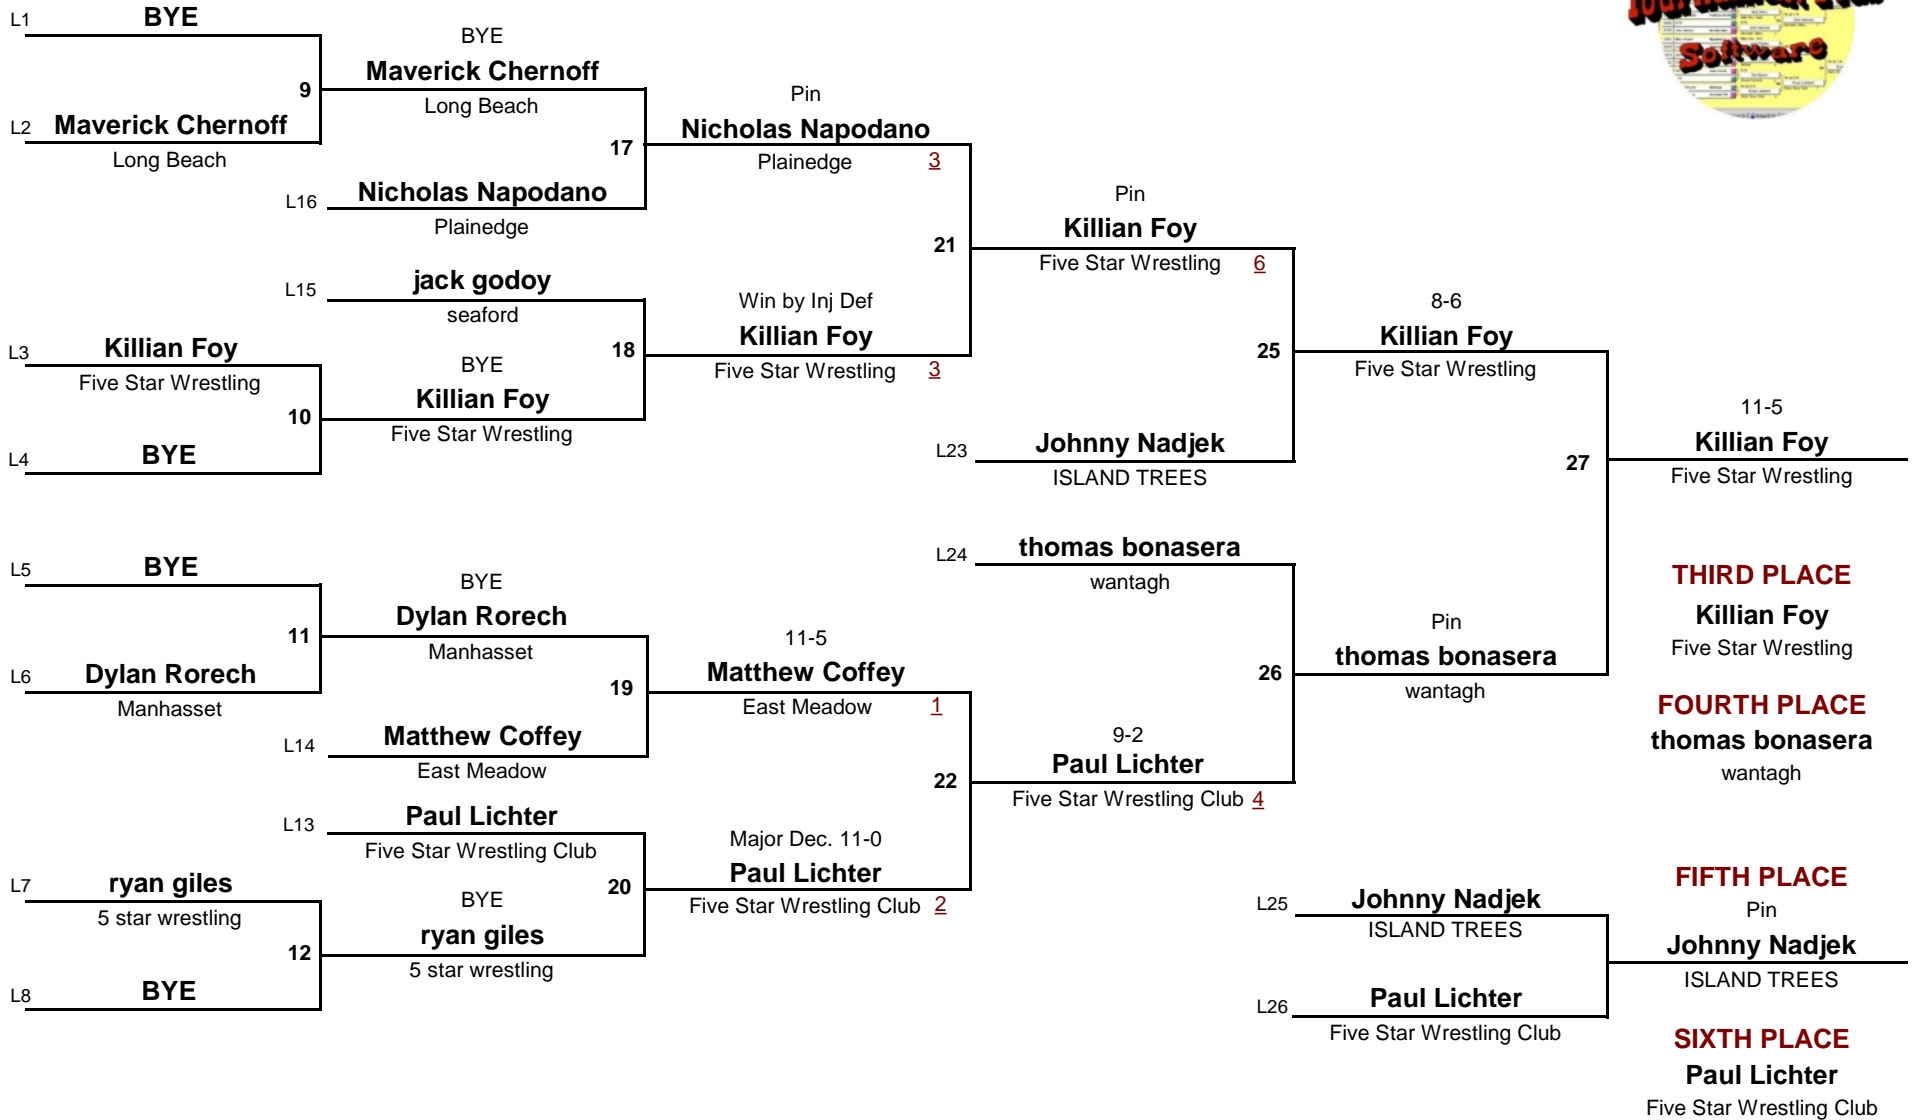 L1 BYE
9
L2 Maverick Chernoff
Long Beach
BYE
Maverick Chernoff
Long Beach
17
L16 Nicholas Napodano
Plainedge
Pin
Nicholas Napodano
Plainedge 3
L15 jack godoy
seaford
18
L3 Killian Foy
Five Star Wrestling
10
L4 BYE
BYE
Killian Foy
Five Star Wrestling
Win by Inj Def
Killian Foy
Five Star Wrestling 3
21
Pin
Killian Foy
Five Star Wrestling 6
25
L23 Johnny Nadjek
ISLAND TREES
8-6
Killian Foy
Five Star Wrestling
27
11-5
Killian Foy
Five Star Wrestling
L5 BYE
11
L6 Dylan Rorech
Manhasset
BYE
Dylan Rorech
Manhasset
19
L14 Matthew Coffey
East Meadow
11-5
Matthew Coffey
East Meadow 1
L13 Paul Lichter
Five Star Wrestling Club
20
L7 ryan giles
5 star wrestling
12
L8 BYE
BYE
ryan giles
5 star wrestling
Major Dec. 11-0
Paul Lichter
Five Star Wrestling Club 2
22
L24 thomas bonasera
wantagh
26
9-2
Paul Lichter
Five Star Wrestling Club 4
Pin
thomas bonasera
wantagh
THIRD PLACE
Killian Foy
Five Star Wrestling
FOURTH PLACE
thomas bonasera
wantagh
L25 Johnny Nadjek
ISLAND TREES
L26 Paul Lichter
Five Star Wrestling Club
FIFTH PLACE
Pin
Johnny Nadjek
ISLAND TREES
SIXTH PLACE
Paul Lichter
Five Star Wrestling Club
Software